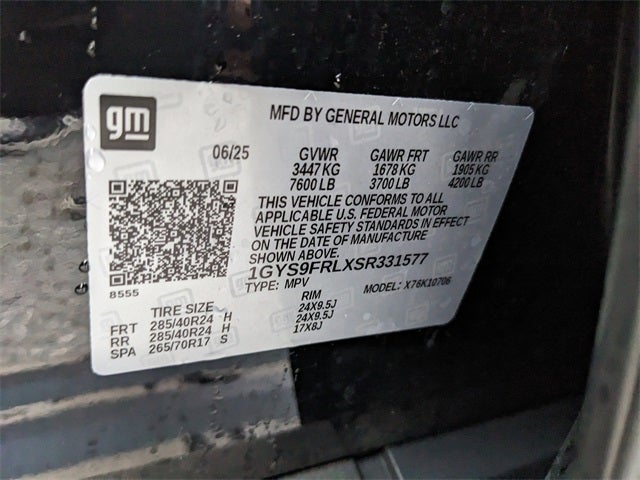 gm
MFD BY GENERAL MOTORS LLC
06/25 GVWR GAWR FRT GAWR RR
3447 KG 1678 KG 1905 KG
7600 LB 3700 LB 4200 LB
THIS VEHICLE CONFORMS TO ALL
APPLICABLE U.S. FEDERAL MOTOR
VEHICLE SAFETY STANDARDS IN EFFECT
ON THE DATE OF MANUFACTURE
SHOWN ABOVE.
1GYS9FRLXSR331577
8555 TYPE: MPV MODEL: X76K10706
TIRE SIZE RIM
FRT 285/40R24 H 24X9.5J
RR 285/40R24 H 24X9.5J
SPA 265/70R17 S 17X8J